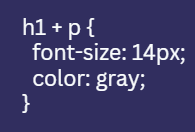 h1 + p {
  font-size: 14px;
  color: gray;
}